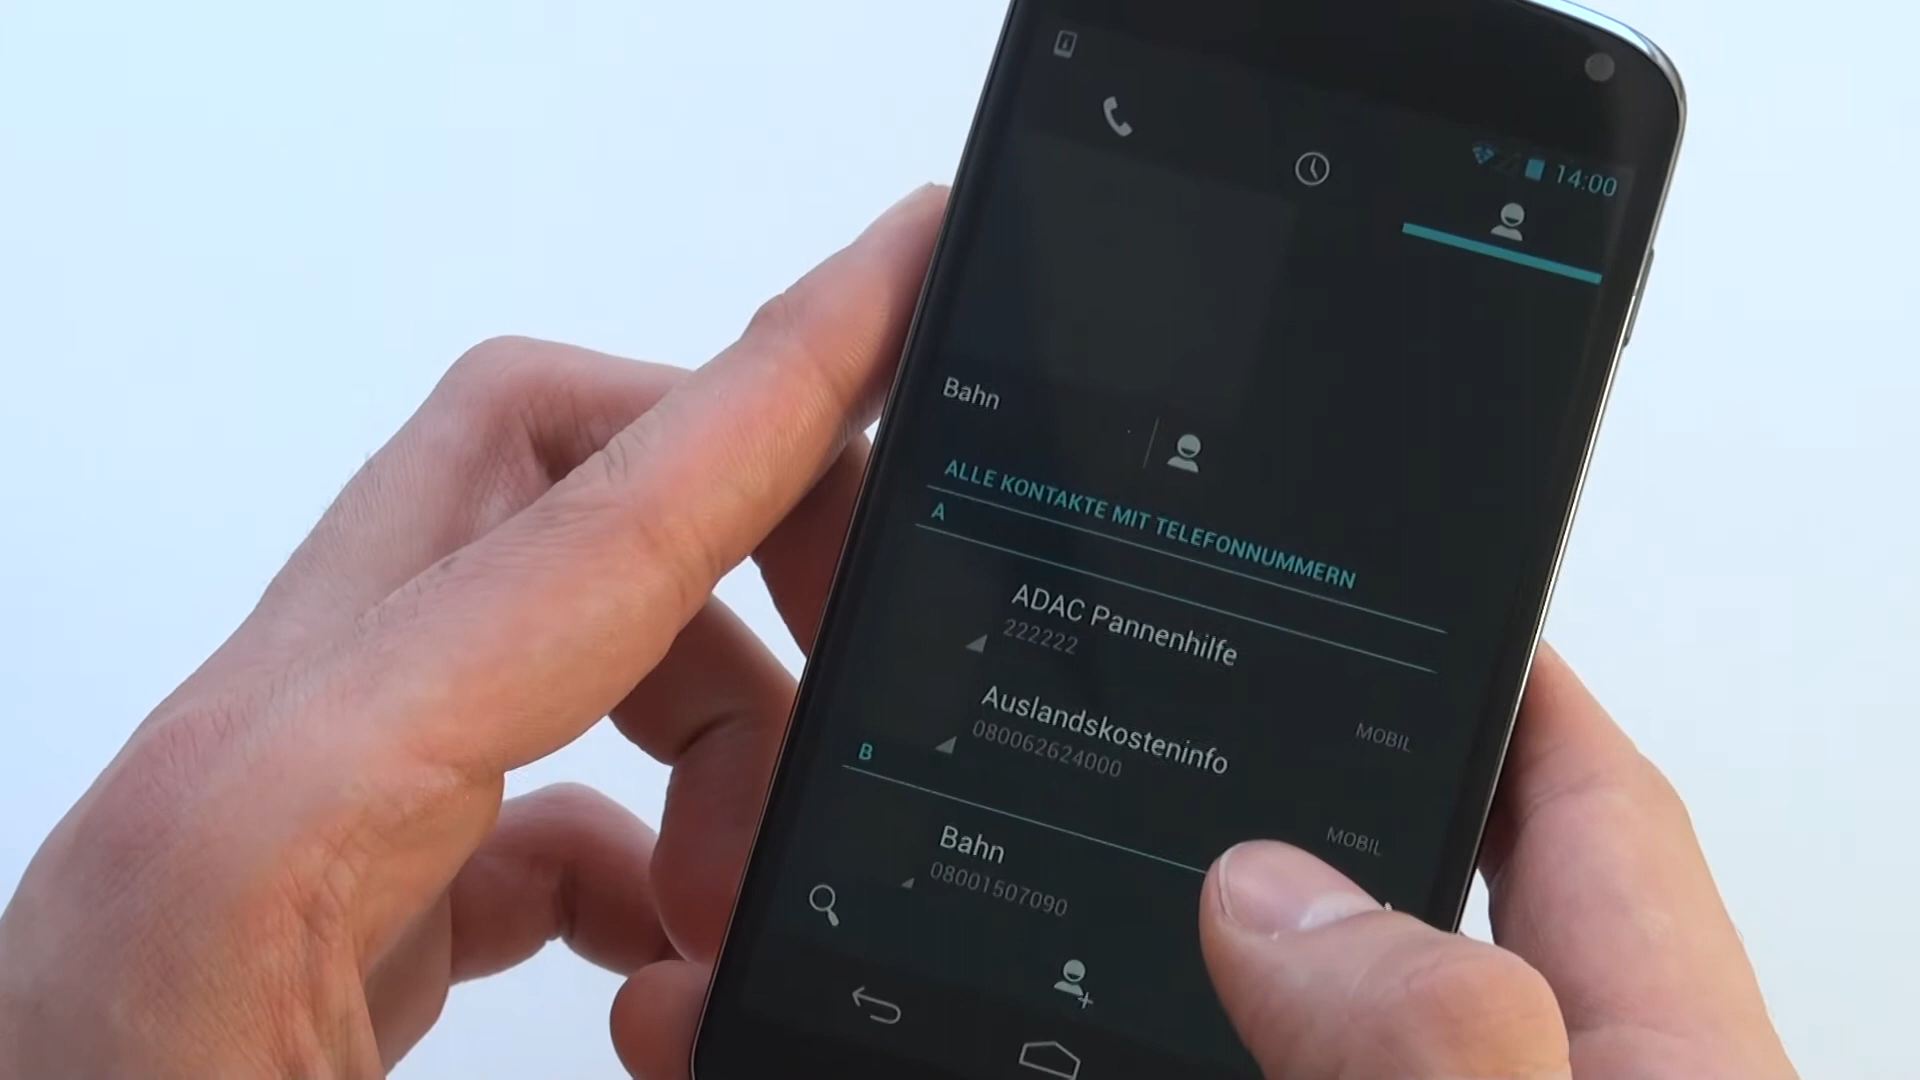 14:00
Bahn
ALLE KONTAKTE MIT TELEFONNUMMERN
A
ADAC Pannenhilfe
222222
MOBIL
Auslandskosteninfo
080062624000
MOBIL
B
Bahn
08001507090